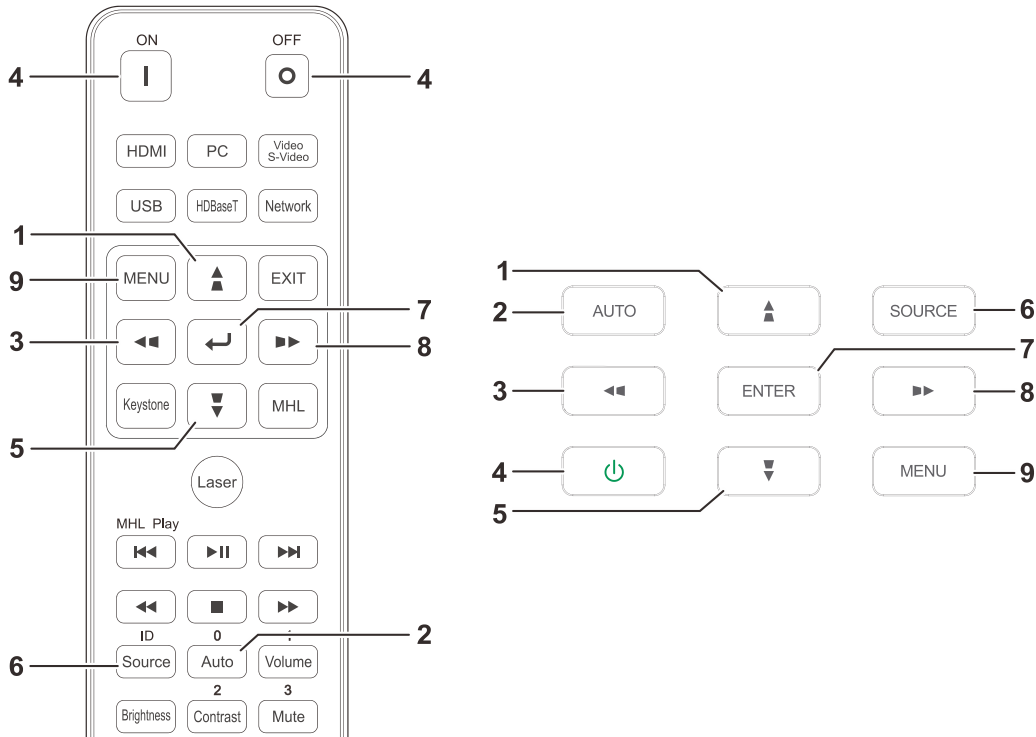 ON OFF
4 4
HDMI PC Video S-Video
USB HDBaseT Network
1
9 MENU EXIT
7
3 8
Keystone MHL
5
Laser
MHL Play
ID 0
2
6 Source Auto Volume
2 3
Brightness Contrast Mute
1
2 AUTO SOURCE 6
7
3 ENTER 8
4
5 MENU 9